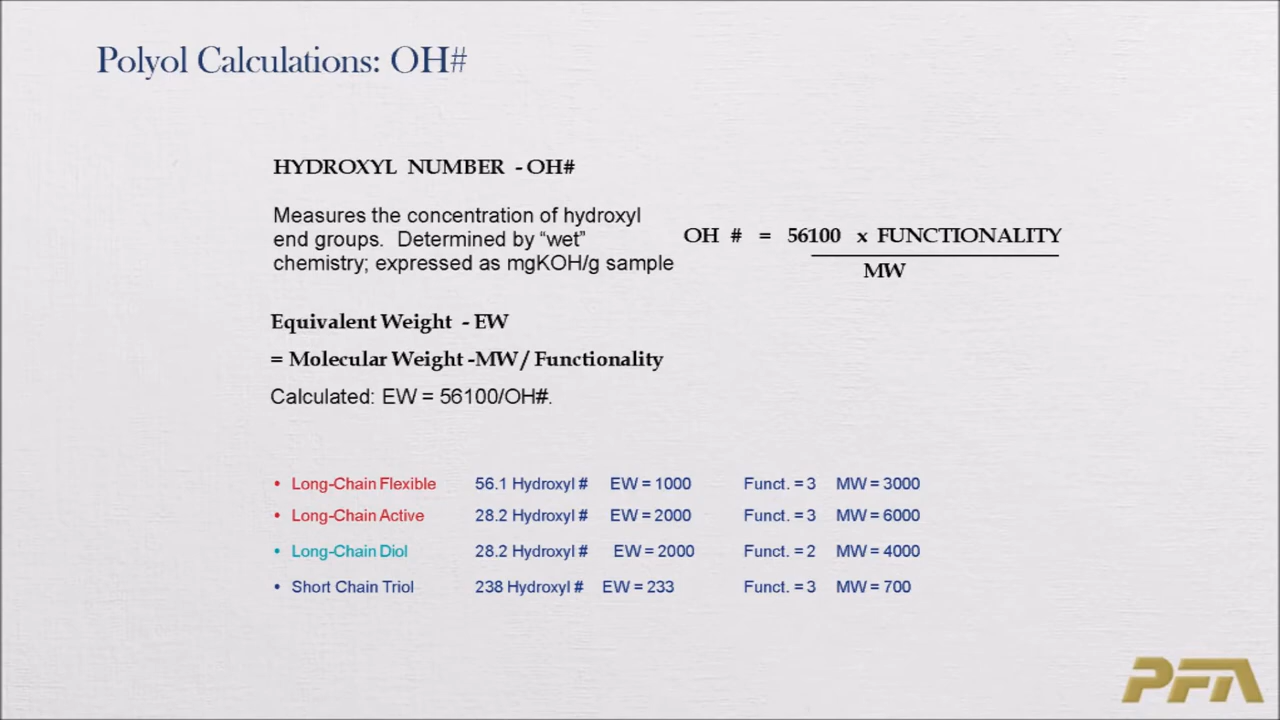 Polyol Calculations: OH#
HYDROXYL NUMBER - OH#
Measures the concentration of hydroxyl
end groups. Determined by “wet”
chemistry; expressed as mgKOH/g sample
OH # = 56100 x FUNCTIONALITY
MW
Equivalent Weight - EW
= Molecular Weight -MW / Functionality
Calculated: EW = 56100/OH#.
• Long-Chain Flexible 56.1 Hydroxyl # EW = 1000 Funct. = 3 MW = 3000
• Long-Chain Active 28.2 Hydroxyl # EW = 2000 Funct. = 3 MW = 6000
• Long-Chain Diol 28.2 Hydroxyl # EW = 2000 Funct. = 2 MW = 4000
• Short Chain Triol 238 Hydroxyl # EW = 233 Funct. = 3 MW = 700
PFA